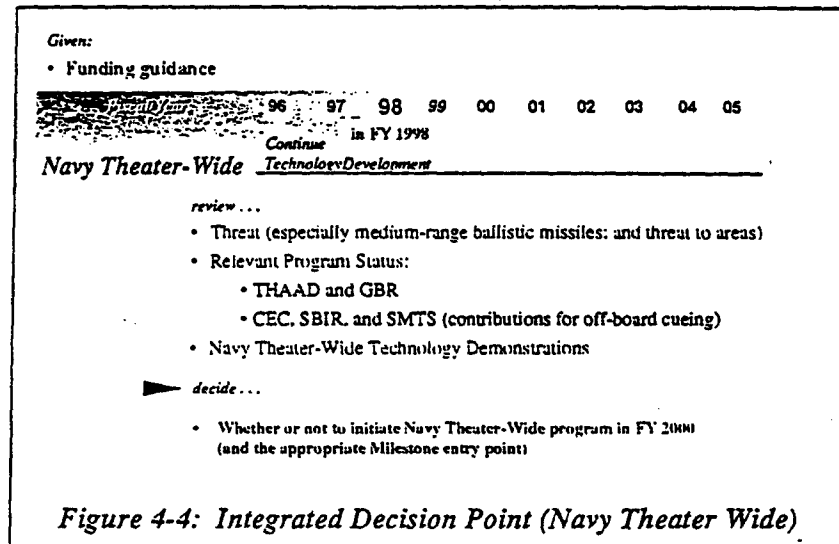 Given:
• Funding guidance
96 97 98 99 00 01 02 03 04 05
in FY 1998
Continue
Navy Theater-Wide Technology Development
review...
• Threat (especially medium-range ballistic missiles: and threat to areas)
• Relevant Program Status:
• THAAD and GBR
• CEC, SBIR, and SMTS (contributions for off-board cueing)
• Navy Theater-Wide Technology Demonstrations
decide...
• Whether or not to initiate Navy Theater-Wide program in FY 2000
(and the appropriate Milestone entry point)
Figure 4-4: Integrated Decision Point (Navy Theater Wide)